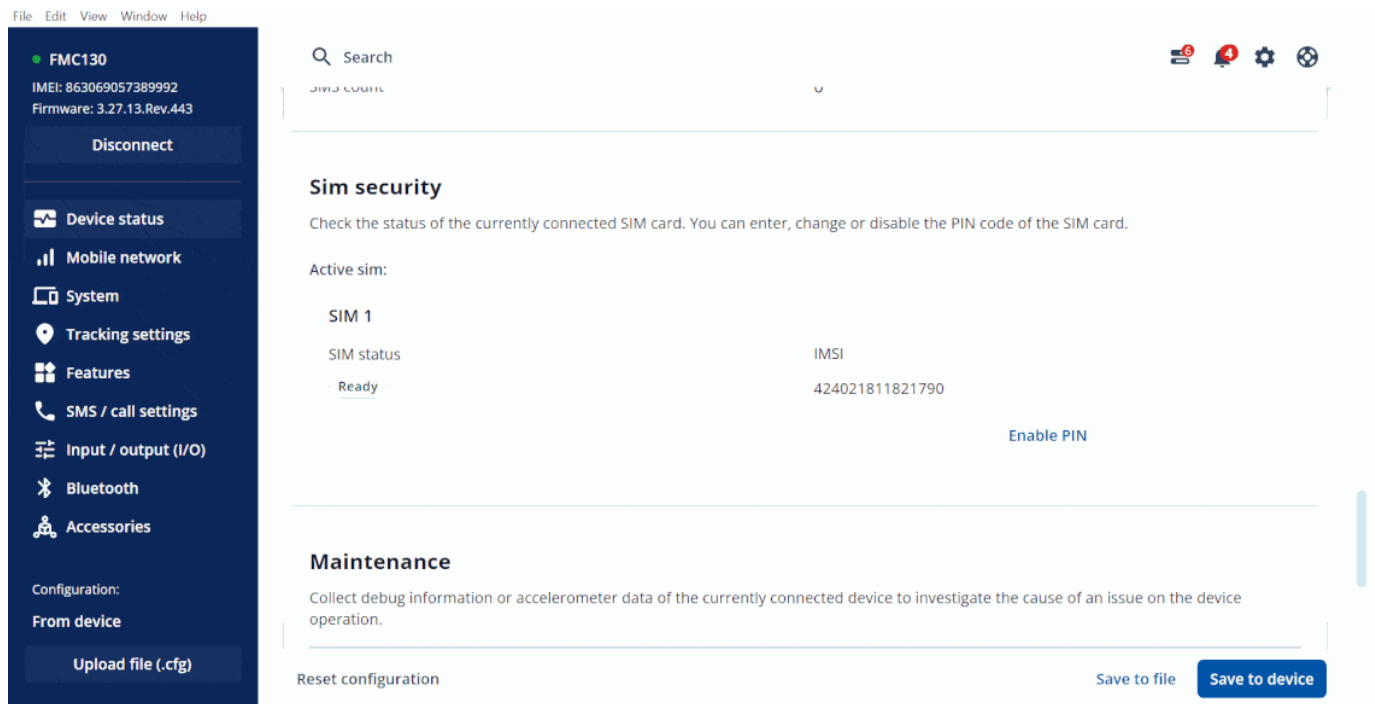 File Edit View Window Help
FMC130
IMEI: 863069057389992
Firmware: 3.27.13.Rev.443
Disconnect
Device status
Mobile network
System
Tracking settings
Features
SMS / call settings
Input / output (I/O)
Bluetooth
Accessories
Configuration:
From device
Upload file (.cfg)
Search
6
4
SMS count 0
Sim security
Check the status of the currently connected SIM card. You can enter, change or disable the PIN code of the SIM card.
Active sim:
SIM 1
SIM status IMSI
Ready 424021811821790
Enable PIN
Maintenance
Collect debug information or accelerometer data of the currently connected device to investigate the cause of an issue on the device
operation.
Reset configuration Save to file Save to device